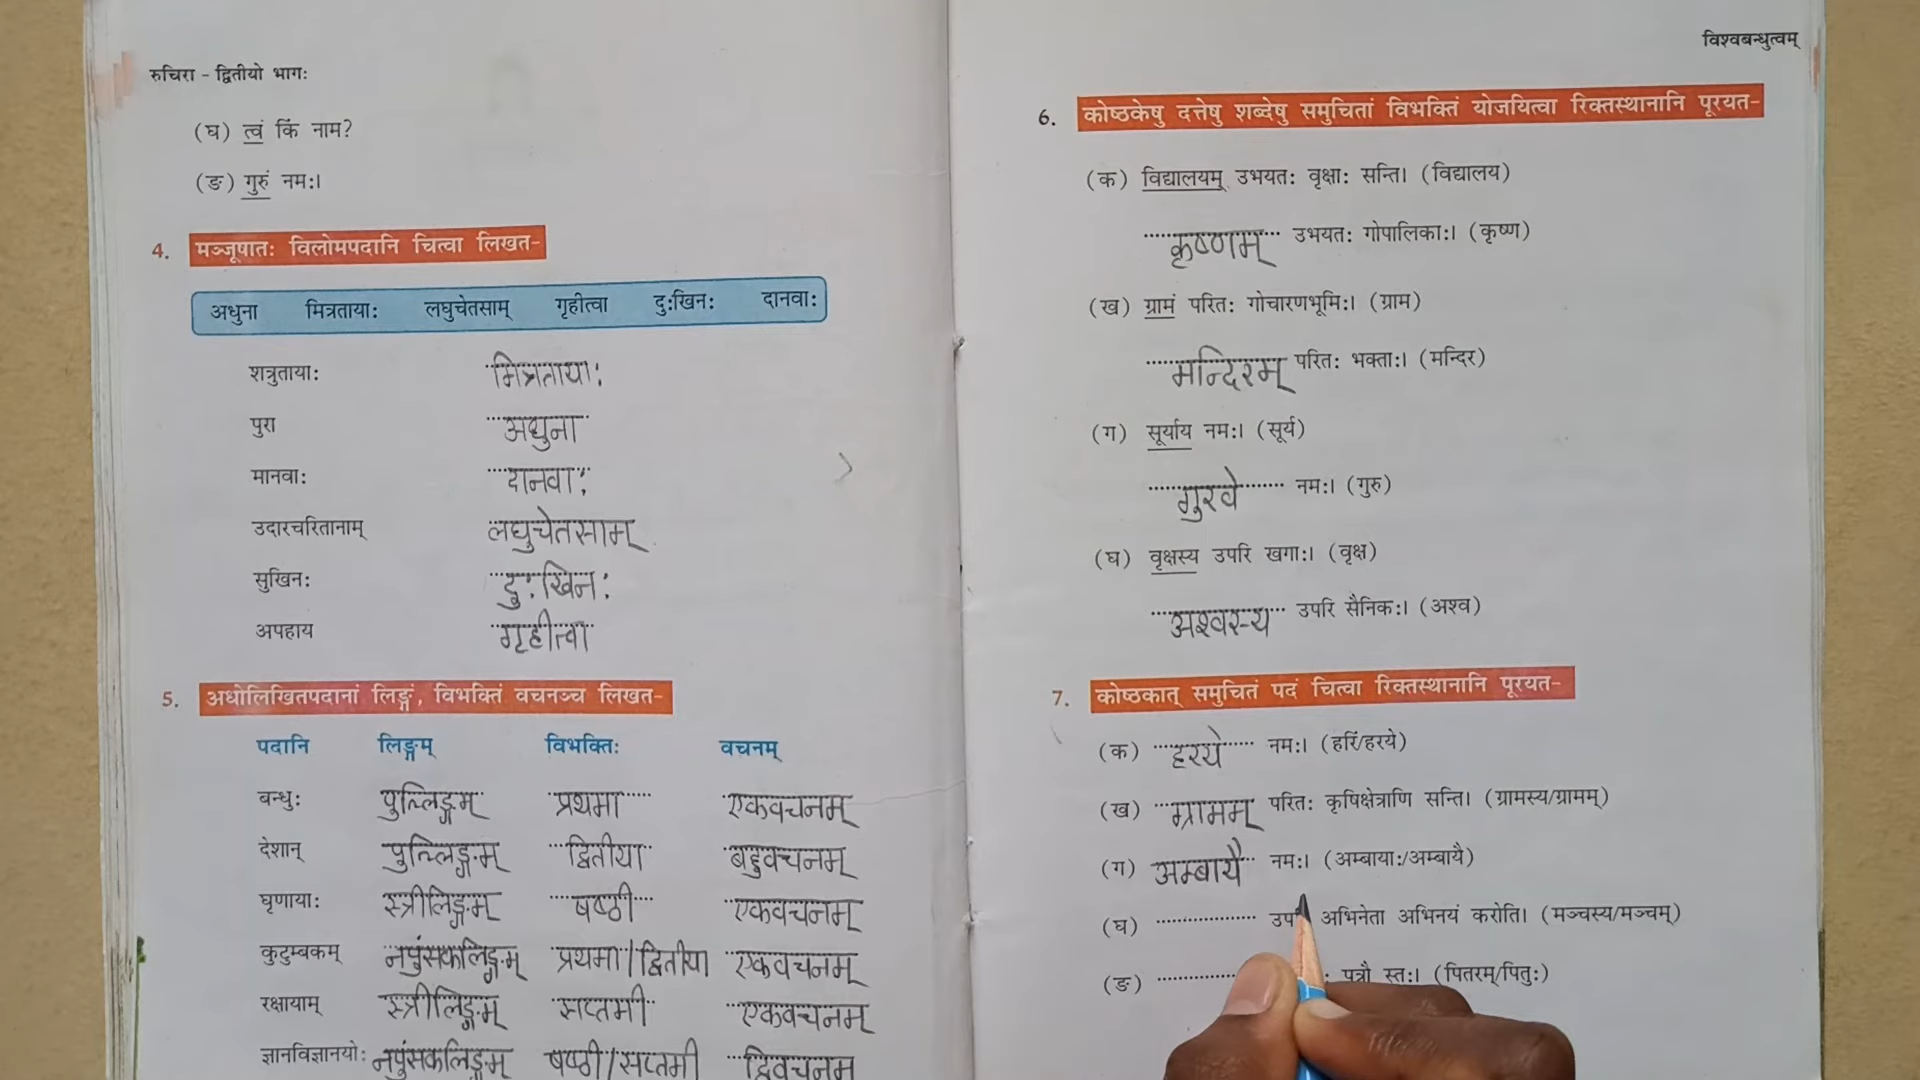 रुचिरा - द्वितीयो भागः
(घ) त्वं किं नाम?
(ङ) गुरुं नमः।
4. मञ्जूषातः विलोमपदानि चित्वा लिखत-
अधुना मित्रतायाः लघुचेतसाम् गृहीत्वा दुःखिनः दानवाः
शत्रुतायाः मित्रतायाः
पुरा अधुना
मानवाः दानवाः
उदारचरितानाम् लघुचेतसाम्
सुखिनः दुःखिनः
अपहाय गृहीत्वा
5. अधोलिखितपदानां लिङ्गं, विभक्तिं वचनञ्च लिखत-
पदानि लिङ्गम् विभक्तिः वचनम्
बन्धुः पुल्लिङ्गम् प्रथमा एकवचनम्
देशान् पुल्लिङ्गम् द्वितीया बहुवचनम्
घृणायाः स्त्रीलिङ्गम् षष्ठी एकवचनम्
कुटुम्बकम् नपुंसकलिङ्गम् प्रथमा/द्वितीया एकवचनम्
रक्षायाम् स्त्रीलिङ्गम् सप्तमी एकवचनम्
ज्ञानविज्ञानयोः नपुंसकलिङ्गम् षष्ठी/सप्तमी द्विवचनम्
विश्वबन्धुत्वम्
6. कोष्ठकेषु दत्तेषु शब्देषु समुचितां विभक्तिं योजयित्वा रिक्तस्थानानि पूरयत-
(क) विद्यालयम् उभयतः वृक्षाः सन्ति। (विद्यालय)
कृष्णम् उभयतः गोपालिकाः। (कृष्ण)
(ख) ग्रामं परितः गोचारणभूमिः। (ग्राम)
मन्दिरम् परितः भक्ताः। (मन्दिर)
(ग) सूर्याय नमः। (सूर्य)
गुरवे नमः। (गुरु)
(घ) वृक्षस्य उपरि खगाः। (वृक्ष)
अश्वस्य उपरि सैनिकः। (अश्व)
7. कोष्ठकात् समुचितं पदं चित्वा रिक्तस्थानानि पूरयत-
(क) हरये नमः। (हरिं/हरये)
(ख) ग्रामम् परितः कृषिक्षेत्राणि सन्ति। (ग्रामस्य/ग्रामम्)
(ग) अम्बायै नमः। (अम्बायाः/अम्बायै)
(घ) अभिनेता अभिनयं करोति। (मञ्चस्य/मञ्चम्)
(ङ) पुत्रौ स्तः। (पितरम्/पितुः)